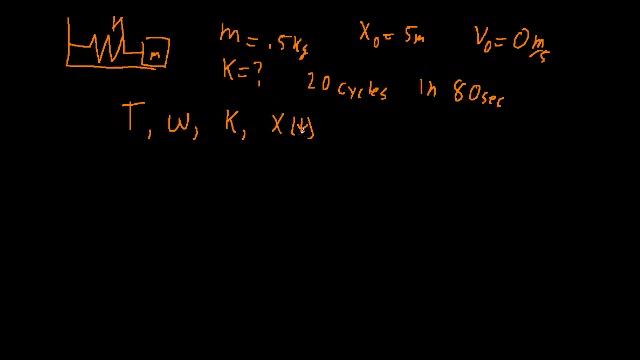 K
m
m = .5kg X₀ = 5m V₀ = 0 m/s
K = ? 20 cycles in 80sec
T, ω, K, X(t)